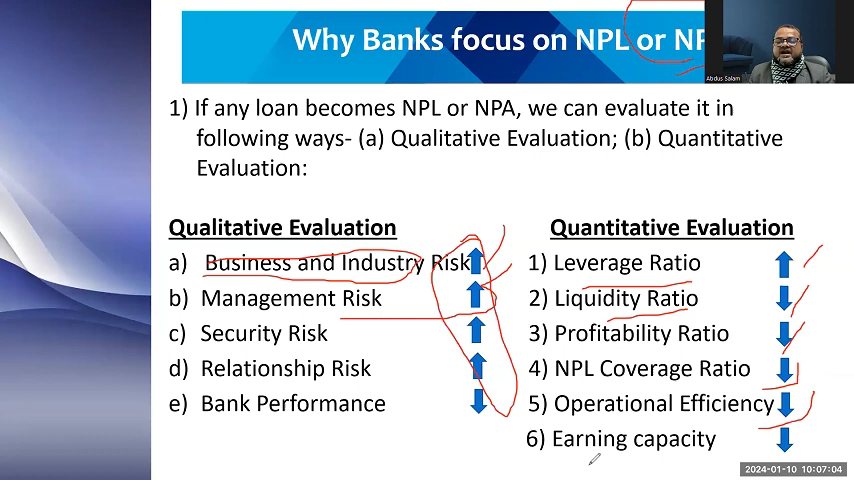 Why Banks focus on NPL or NP
Abdus Salam
1) If any loan becomes NPL or NPA, we can evaluate it in
following ways- (a) Qualitative Evaluation; (b) Quantitative
Evaluation:
Qualitative Evaluation
a) Business and Industry Risk
b) Management Risk
c) Security Risk
d) Relationship Risk
e) Bank Performance
Quantitative Evaluation
1) Leverage Ratio
2) Liquidity Ratio
3) Profitability Ratio
4) NPL Coverage Ratio
5) Operational Efficiency
6) Earning capacity
2024-01-10 10:07:04